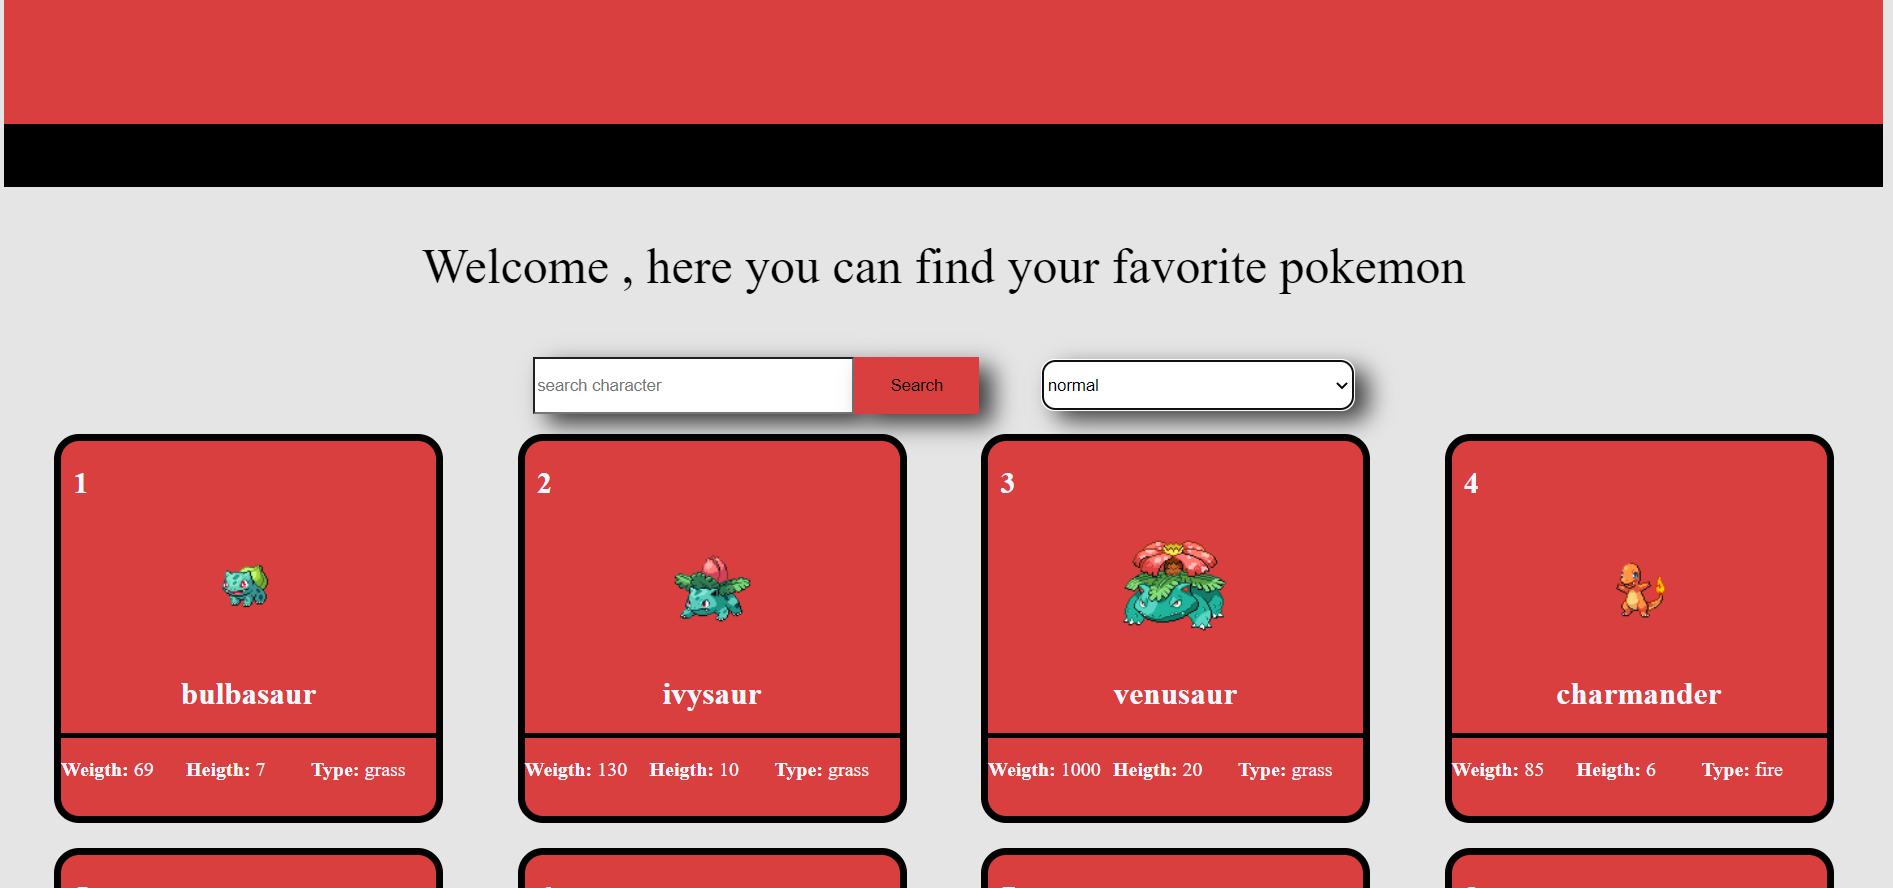 Welcome , here you can find your favorite pokemon
search character
Search
normal
1
2
3
4
bulbasaur
ivysaur
venusaur
charmander
Weigth: 69 Heigth: 7 Type: grass
Weigth: 130 Heigth: 10 Type: grass
Weigth: 1000 Heigth: 20 Type: grass
Weigth: 85 Heigth: 6 Type: fire